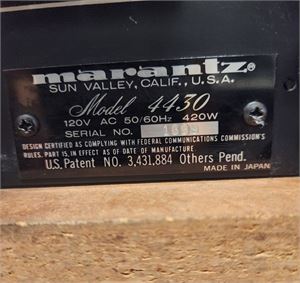 marantz®
SUN VALLEY, CALIF., U.S.A.
Model 4430
120V AC 50/60Hz 420W
SERIAL NO.
DESIGN CERTIFIED AS COMPLYING WITH FEDERAL COMMUNICATIONS COMMISSION'S
RULES, PART 15, IN EFFECT AS OF DATE OF MANUFACTURE.
U.S. Patent NO. 3,431,884 Others Pend.
MADE IN JAPAN